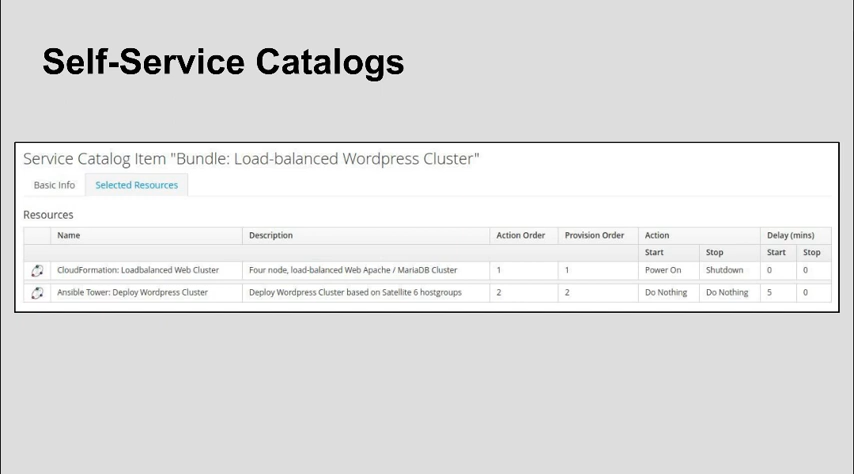 Self-Service Catalogs
Service Catalog Item "Bundle: Load-balanced Wordpress Cluster"
Basic Info Selected Resources
Resources
Name Description Action Order Provision Order Action Delay (mins)
Start Stop Start Stop
CloudFormation: Loadbalanced Web Cluster Four node, load-balanced Web Apache / MariaDB Cluster 1 1 Power On Shutdown 0 0
Ansible Tower: Deploy Wordpress Cluster Deploy Wordpress Cluster based on Satellite 6 hostgroups 2 2 Do Nothing Do Nothing 5 0